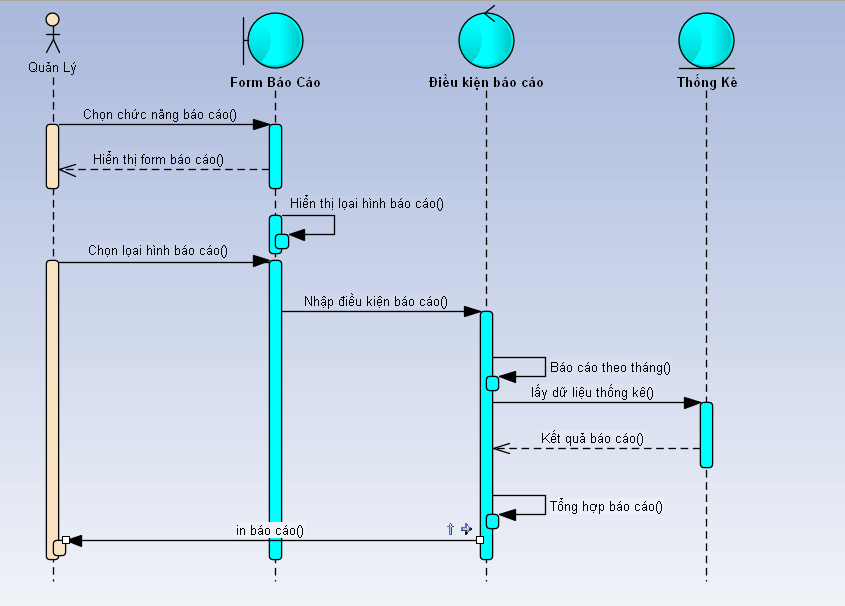 Quản Lý
Form Báo Cáo
Điều kiện báo cáo
Thống Kê
Chọn chức năng báo cáo()
Hiển thị form báo cáo()
Hiển thị lọai hình báo cáo()
Chọn lọai hình báo cáo()
Nhập điều kiện báo cáo()
Báo cáo theo tháng()
lấy dữ liệu thống kê()
Kết quả báo cáo()
Tổng hợp báo cáo()
in báo cáo()